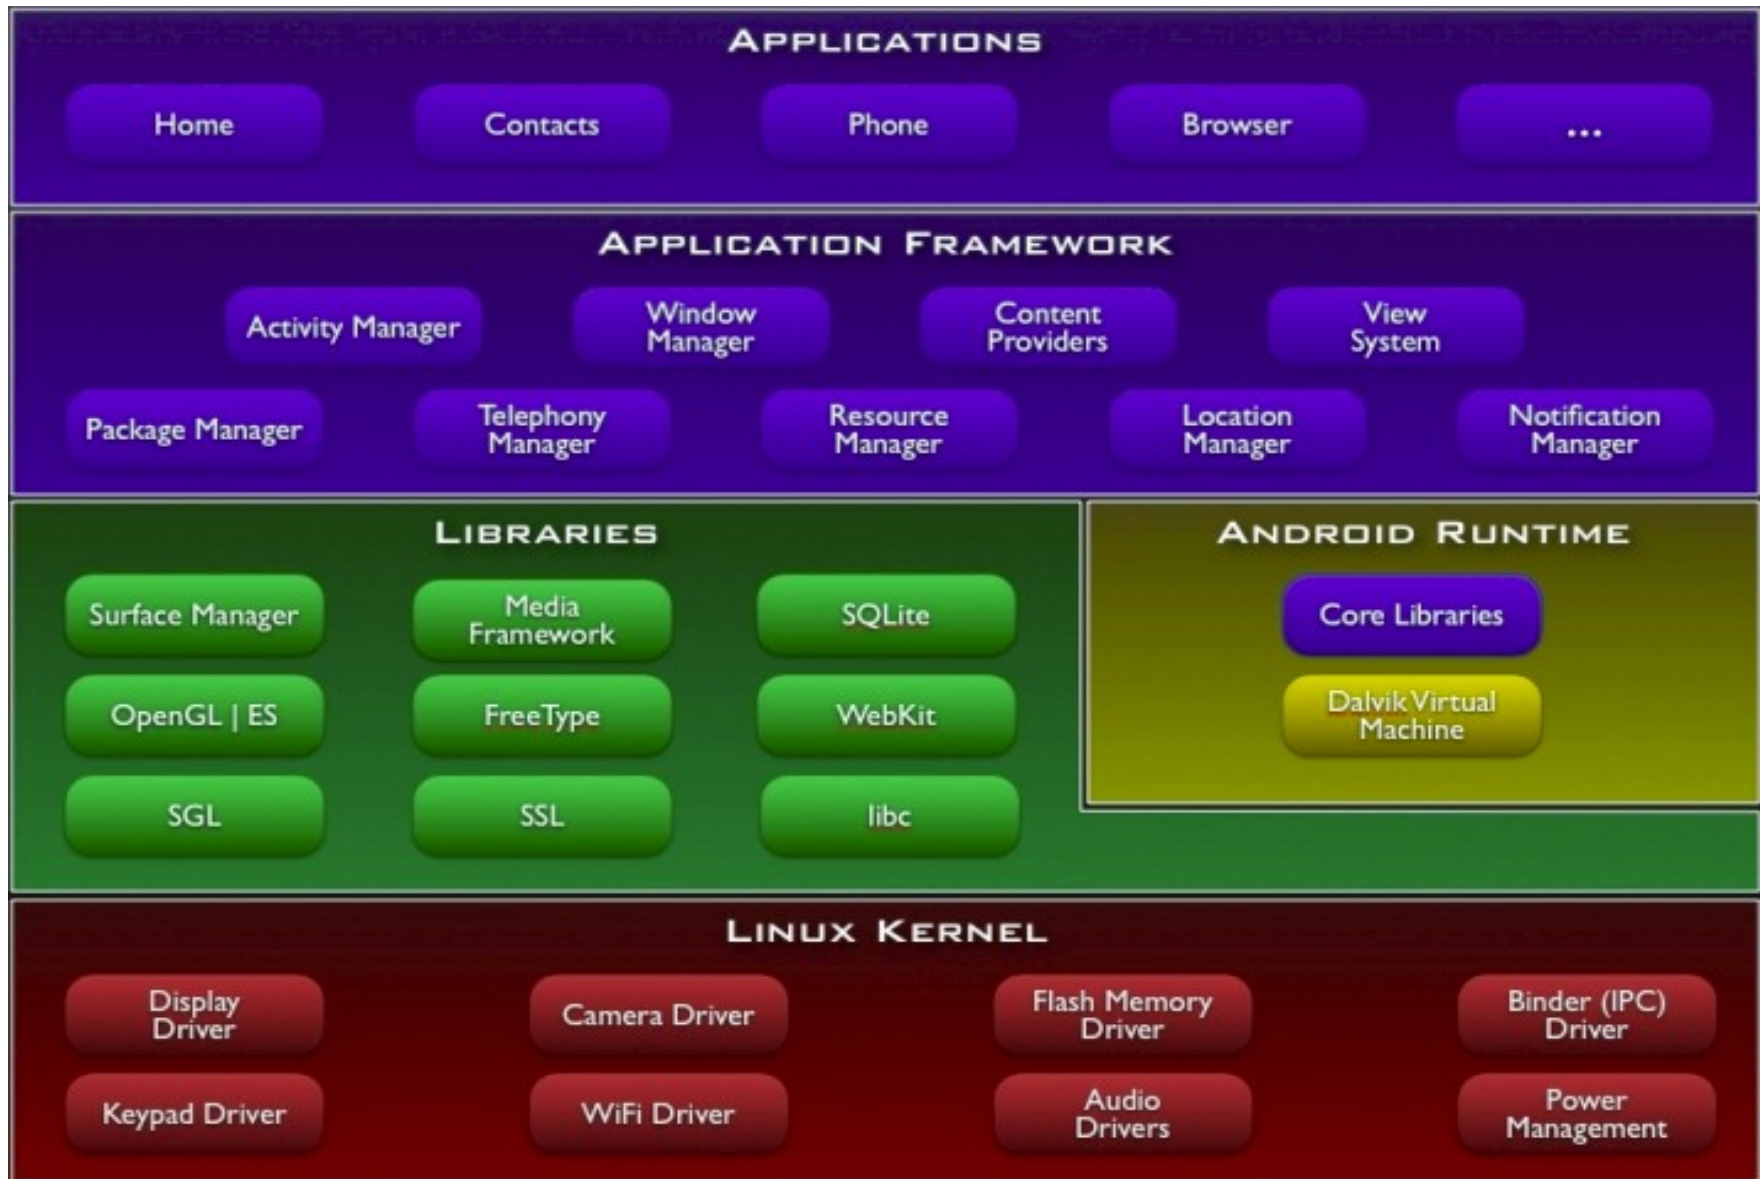 APPLICATIONS
Home
Contacts
Phone
Browser
...
APPLICATION FRAMEWORK
Activity Manager
Window
Manager
Content
Providers
View
System
Package Manager
Telephony
Manager
Resource
Manager
Location
Manager
Notification
Manager
LIBRARIES
Surface Manager
Media
Framework
SQLite
OpenGL | ES
FreeType
WebKit
SGL
SSL
libc
ANDROID RUNTIME
Core Libraries
Dalvik Virtual
Machine
LINUX KERNEL
Display
Driver
Camera Driver
Flash Memory
Driver
Binder (IPC)
Driver
Keypad Driver
WiFi Driver
Audio
Drivers
Power
Management